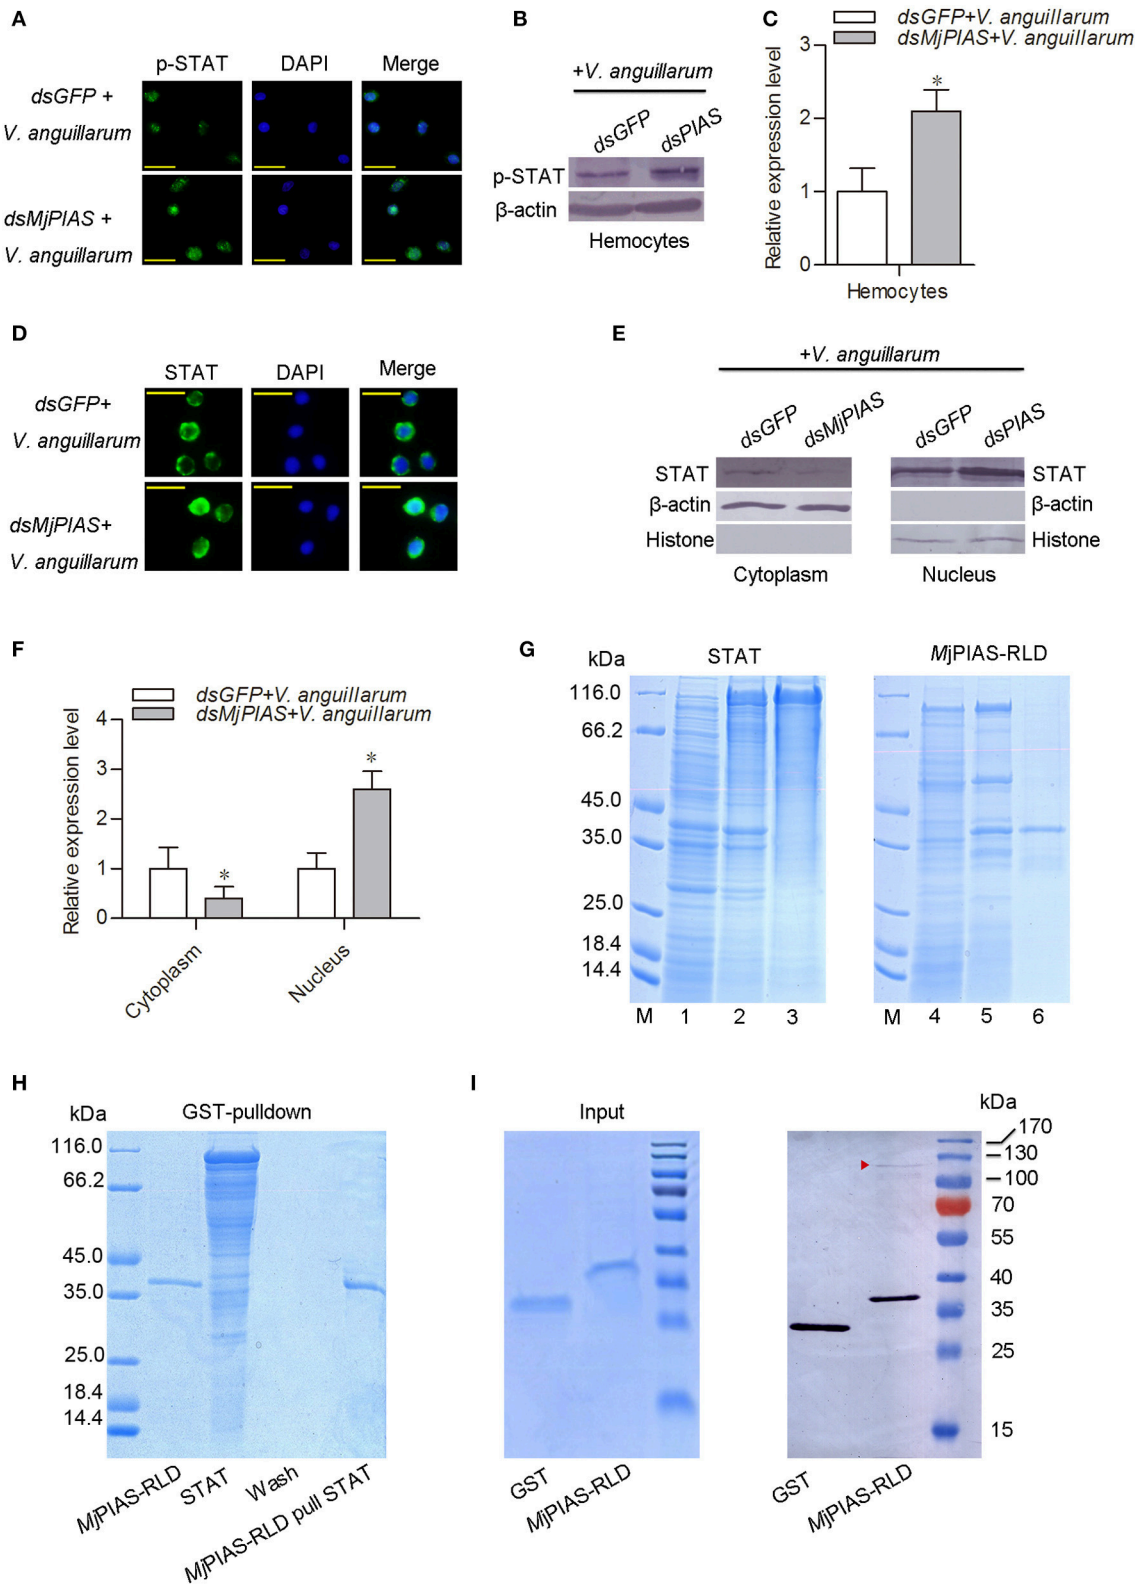 A
p-STAT DAPI Merge
dsGFP +
V. anguillarum
dsMjPIAS +
V. anguillarum
B
+V. anguillarum
dsGFP dsPIAS
p-STAT
β-actin
Hemocytes
C
dsGFP+V. anguillarum
dsMjPIAS+V. anguillarum
Relative expression level
3
2
1
0
*
Hemocytes
D
STAT DAPI Merge
dsGFP+
V. anguillarum
dsMjPIAS+
V. anguillarum
E
+V. anguillarum
dsGFP dsMjPIAS dsGFP dsPIAS
STAT STAT
β-actin β-actin
Histone Histone
Cytoplasm Nucleus
F
dsGFP+V. anguillarum
dsMjPIAS+V. anguillarum
Relative expression level
4
3
2
1
0
* *
Cytoplasm Nucleus
G
kDa STAT MjPIAS-RLD
116.0
66.2
45.0
35.0
25.0
18.4
14.4
M 1 2 3 M 4 5 6
H
kDa GST-pulldown
116.0
66.2
45.0
35.0
25.0
18.4
14.4
MjPIAS-RLD STAT Wash MjPIAS-RLD pull STAT
I
Input kDa
170
130
100
70
55
40
35
25
15
GST MjPIAS-RLD GST MjPIAS-RLD